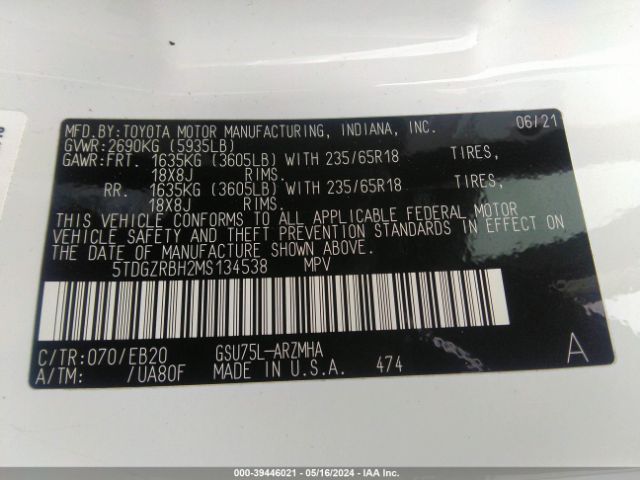 MFD.BY:TOYOTA MOTOR MANUFACTURING, INDIANA, INC. 06/21
GVWR:2690KG (5935LB)
GAWR:FRT. 1635KG (3605LB) WITH 235/65R18 TIRES,
18X8J RIMS.
RR. 1635KG (3605LB) WITH 235/65R18 TIRES,
18X8J RIMS.
THIS VEHICLE CONFORMS TO ALL APPLICABLE FEDERAL MOTOR
VEHICLE SAFETY AND THEFT PREVENTION STANDARDS IN EFFECT ON
THE DATE OF MANUFACTURE SHOWN ABOVE.
5TDGZRBH2MS134538 MPV
C/TR:070/EB20 GSU75L-ARZMHA A
A/TM: /UA80F MADE IN U.S.A. 474
000-39446021 - 05/16/2024 - IAA Inc.